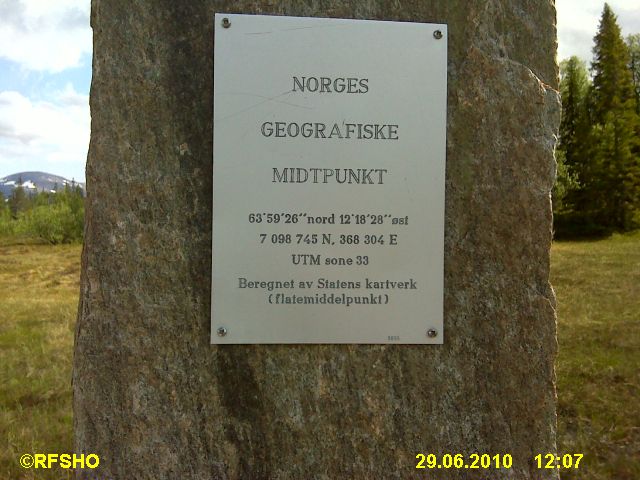 NORGES
GEOGRAFISKE
MIDTPUNKT
63°59'26"nord 12°18'28"øst
7 098 745 N, 368 304 E
UTM sone 33
Beregnet av Statens kartverk
(flatemiddelpunkt)
©RFSHO
29.06.2010 12:07